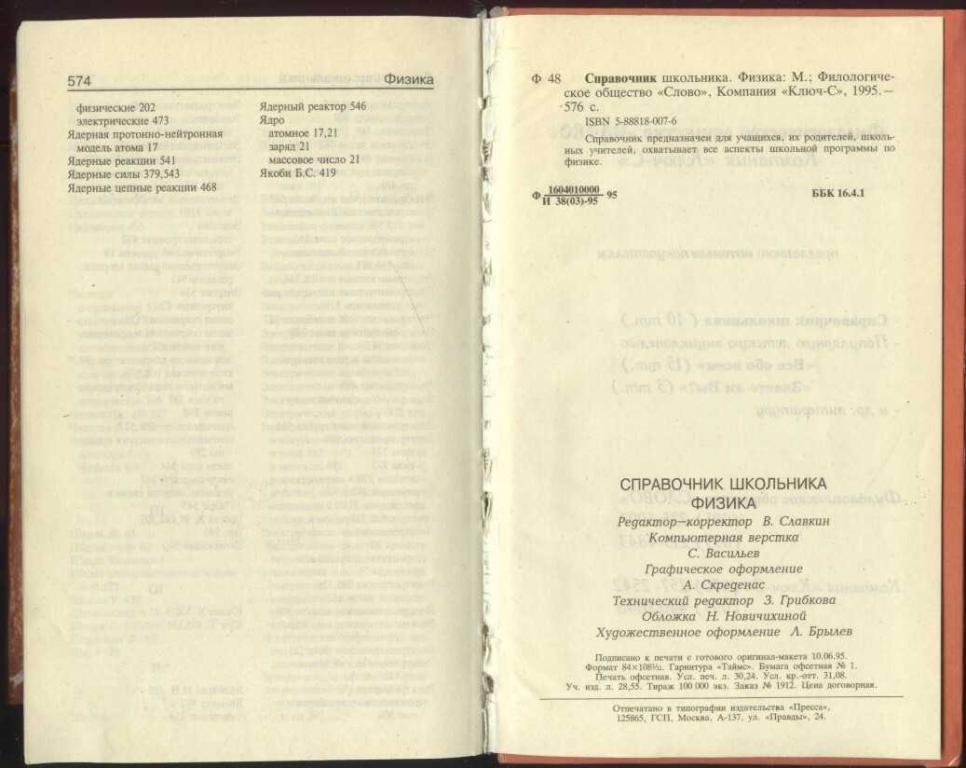 574
Физика
физические 202
электрические 473
Ядерная протонно-нейтронная
модель атома 17
Ядерные реакции 541
Ядерные силы 379,543
Ядерные цепные реакции 468
Ядерный реактор 546
Ядро
атомное 17,21
заряд 21
массовое число 21
Якоби Б.С. 419
Ф 48 Справочник школьника. Физика: М.; Филологиче-
ское общество «Слово», Компания «Ключ-С», 1995.—
576 с.
ISBN 5-88818-007-6
Справочник предназначен для учащихся, их родителей, школь-
ных учителей, охватывает все аспекты школьной программы по
физике.
Ф 1604010000 95
И 38(03)-95
ББК 16.4.1
СПРАВОЧНИК ШКОЛЬНИКА
ФИЗИКА
Редактор—корректор В. Славкин
Компьютерная верстка
С. Васильев
Графическое оформление
А. Скреденас
Технический редактор З. Грибкова
Обложка Н. Новичихиной
Художественное оформление Л. Брылев
Подписано к печати с готового оригинал-макета 10.06.95.
Формат 84×108¹/₃₂. Гарнитура «Таймс». Бумага офсетная № 1.
Печать офсетная. Усл. печ. л. 30,24. Усл. кр.-отт. 31,08.
Уч. изд. л. 28,55. Тираж 100 000 экз. Заказ № 1912. Цена договорная.
Отпечатано в типографии издательства «Пресса»,
125865, ГСП, Москва, А-137, ул. «Правды», 24.